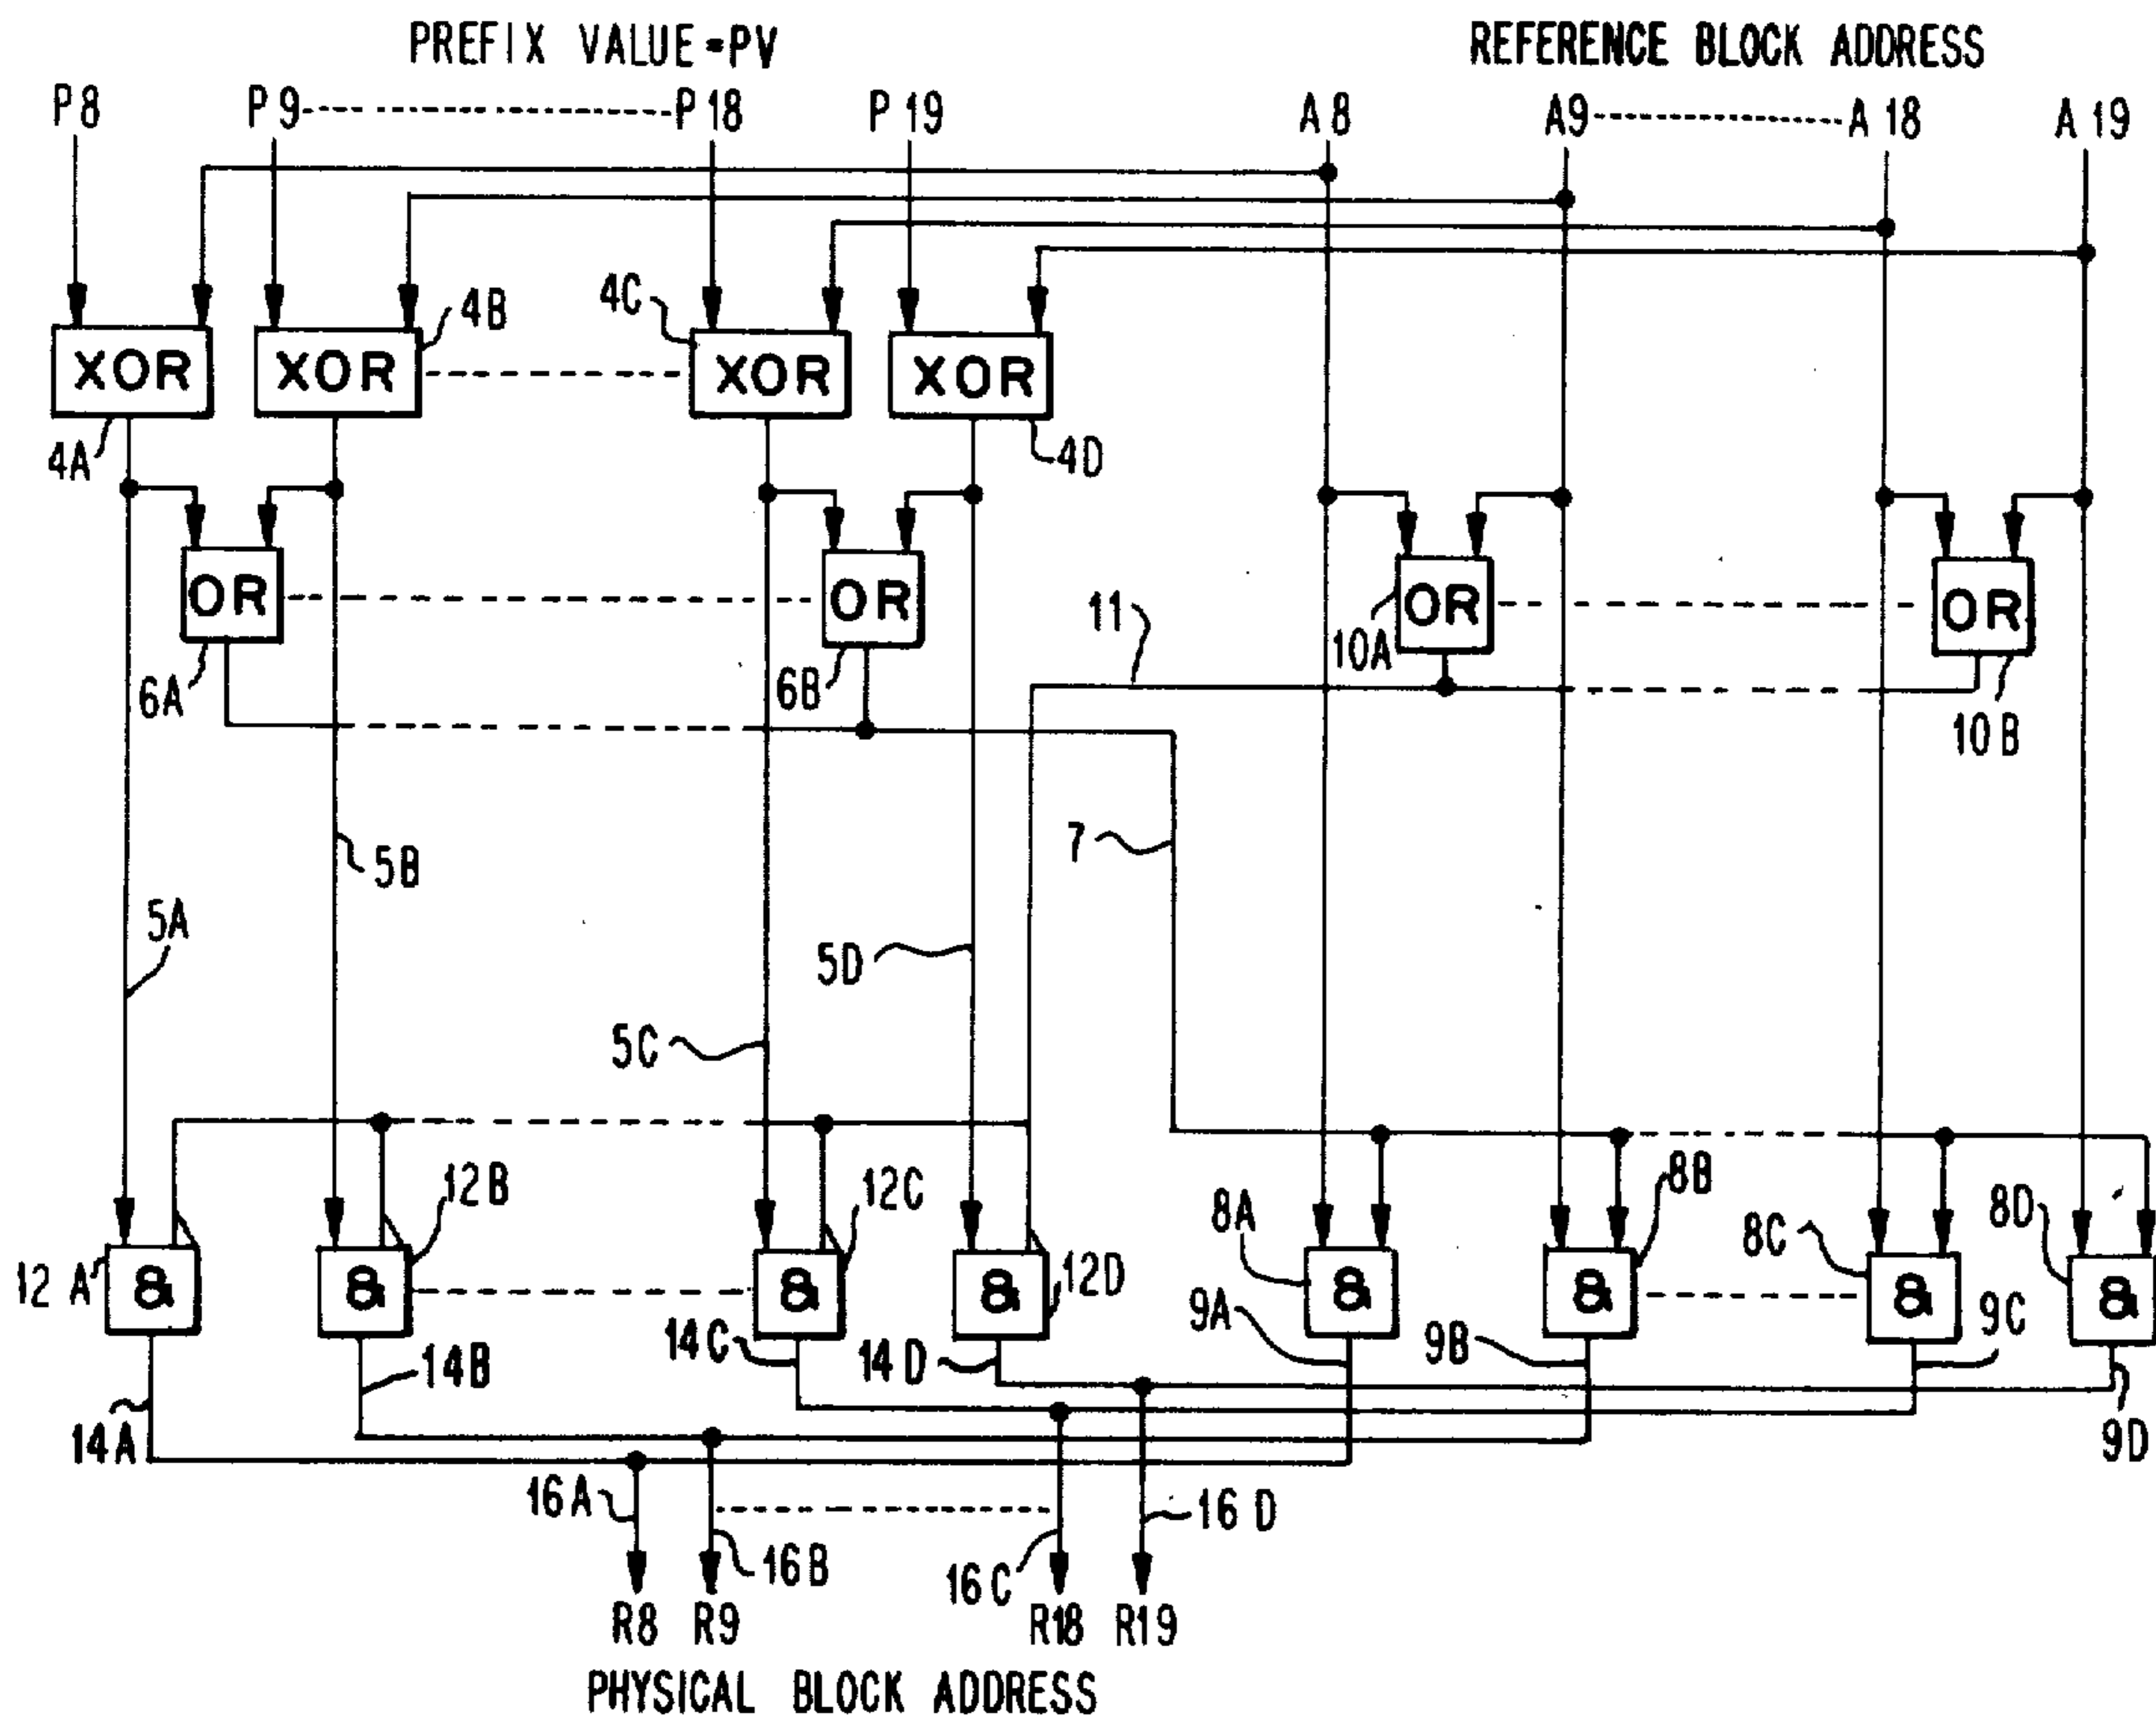 PREFIX VALUE=PV
REFERENCE BLOCK ADDRESS
P8
P9
P18
P19
A8
A9
A18
A19
4B
4C
XOR
XOR
XOR
XOR
4A
4D
OR
OR
OR
OR
11
10A
6A
6B
10B
7
5B
5A
5D
5C
12B
12C
8A
8B
8C
8D
12A
&
&
&
&
12D
&
&
&
&
14C
14D
9A
9B
9C
14B
14A
9D
16A
16D
16B
16C
R8
R9
R18
R19
PHYSICAL BLOCK ADDRESS